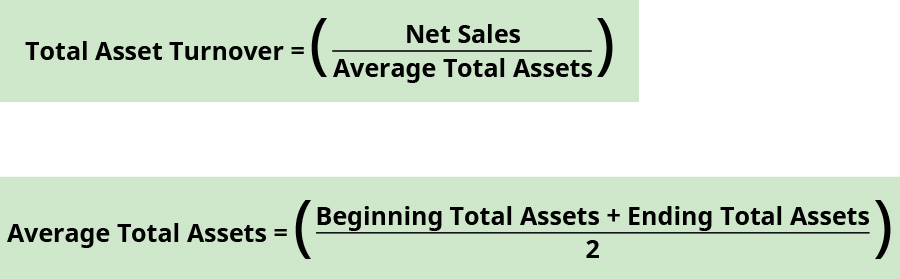 Total Asset Turnover = ( Net Sales
Average Total Assets )
Average Total Assets = ( Beginning Total Assets + Ending Total Assets
2 )